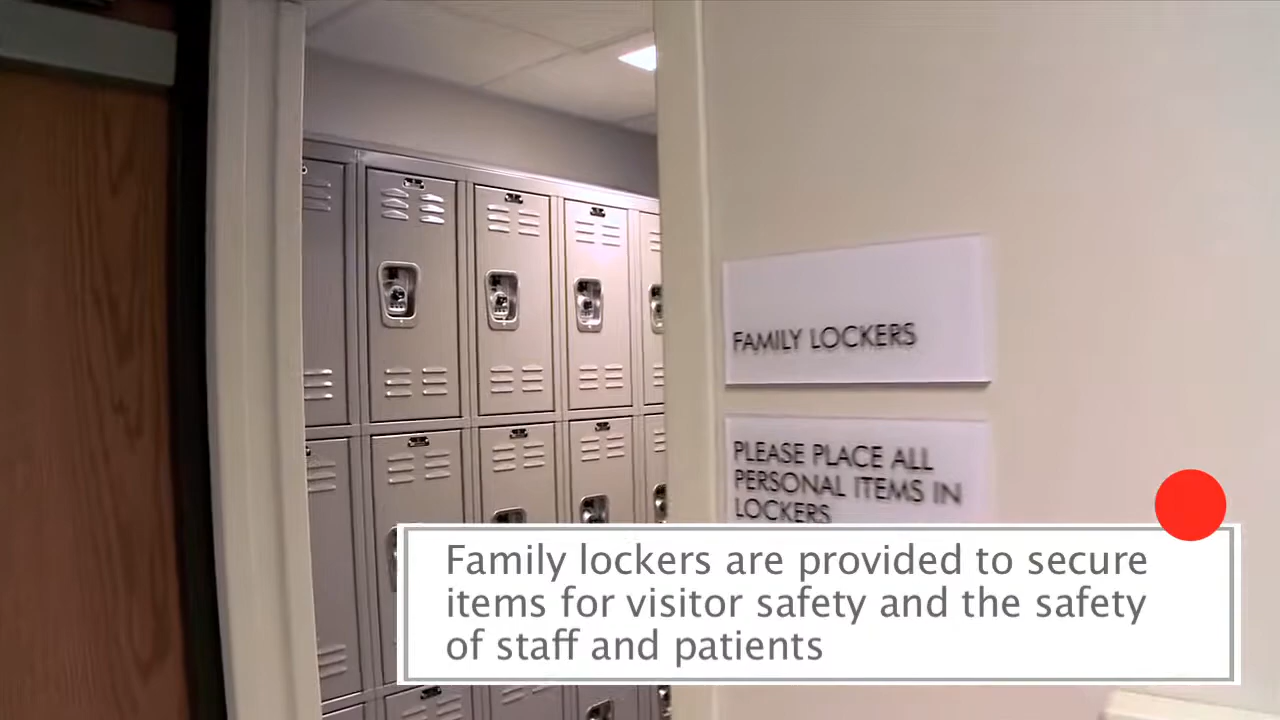 FAMILY LOCKERS
PLEASE PLACE ALL
PERSONAL ITEMS IN
LOCKERS
Family lockers are provided to secure
items for visitor safety and the safety
of staff and patients